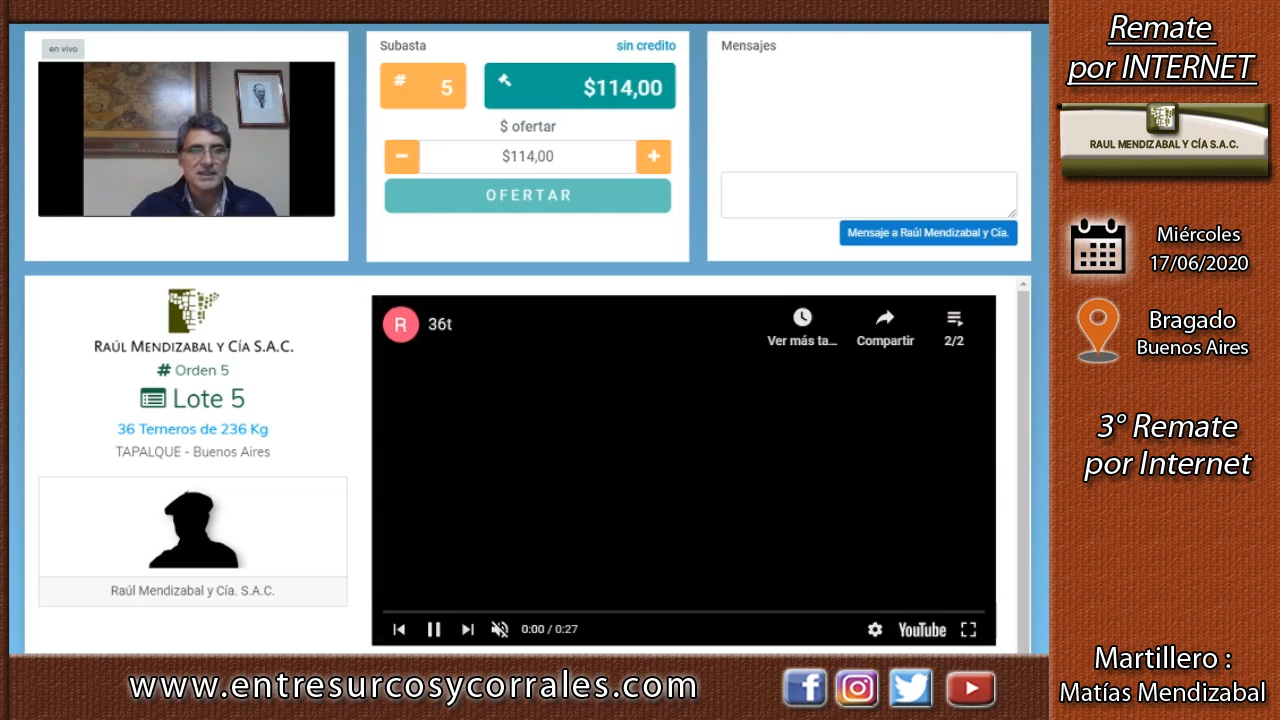 en vivo
Subasta
sin credito
# 5
$114,00
$ ofertar
− $114,00 +
OFERTAR
Mensajes
Mensaje a Raúl Mendizabal y Cía.
RAÚL MENDIZABAL Y CÍA S.A.C.
# Orden 5
Lote 5
36 Terneros de 236 Kg
TAPALQUE - Buenos Aires
Raúl Mendizabal y Cía. S.A.C.
R 36t
Ver más ta...
Compartir
2/2
0:00 / 0:27
YouTube
www.entresurcosycorrales.com
Remate
por INTERNET
RAUL MENDIZABAL Y CÍA S.A.C.
Miércoles
17/06/2020
Bragado
Buenos Aires
3° Remate
por Internet
Martillero :
Matías Mendizabal